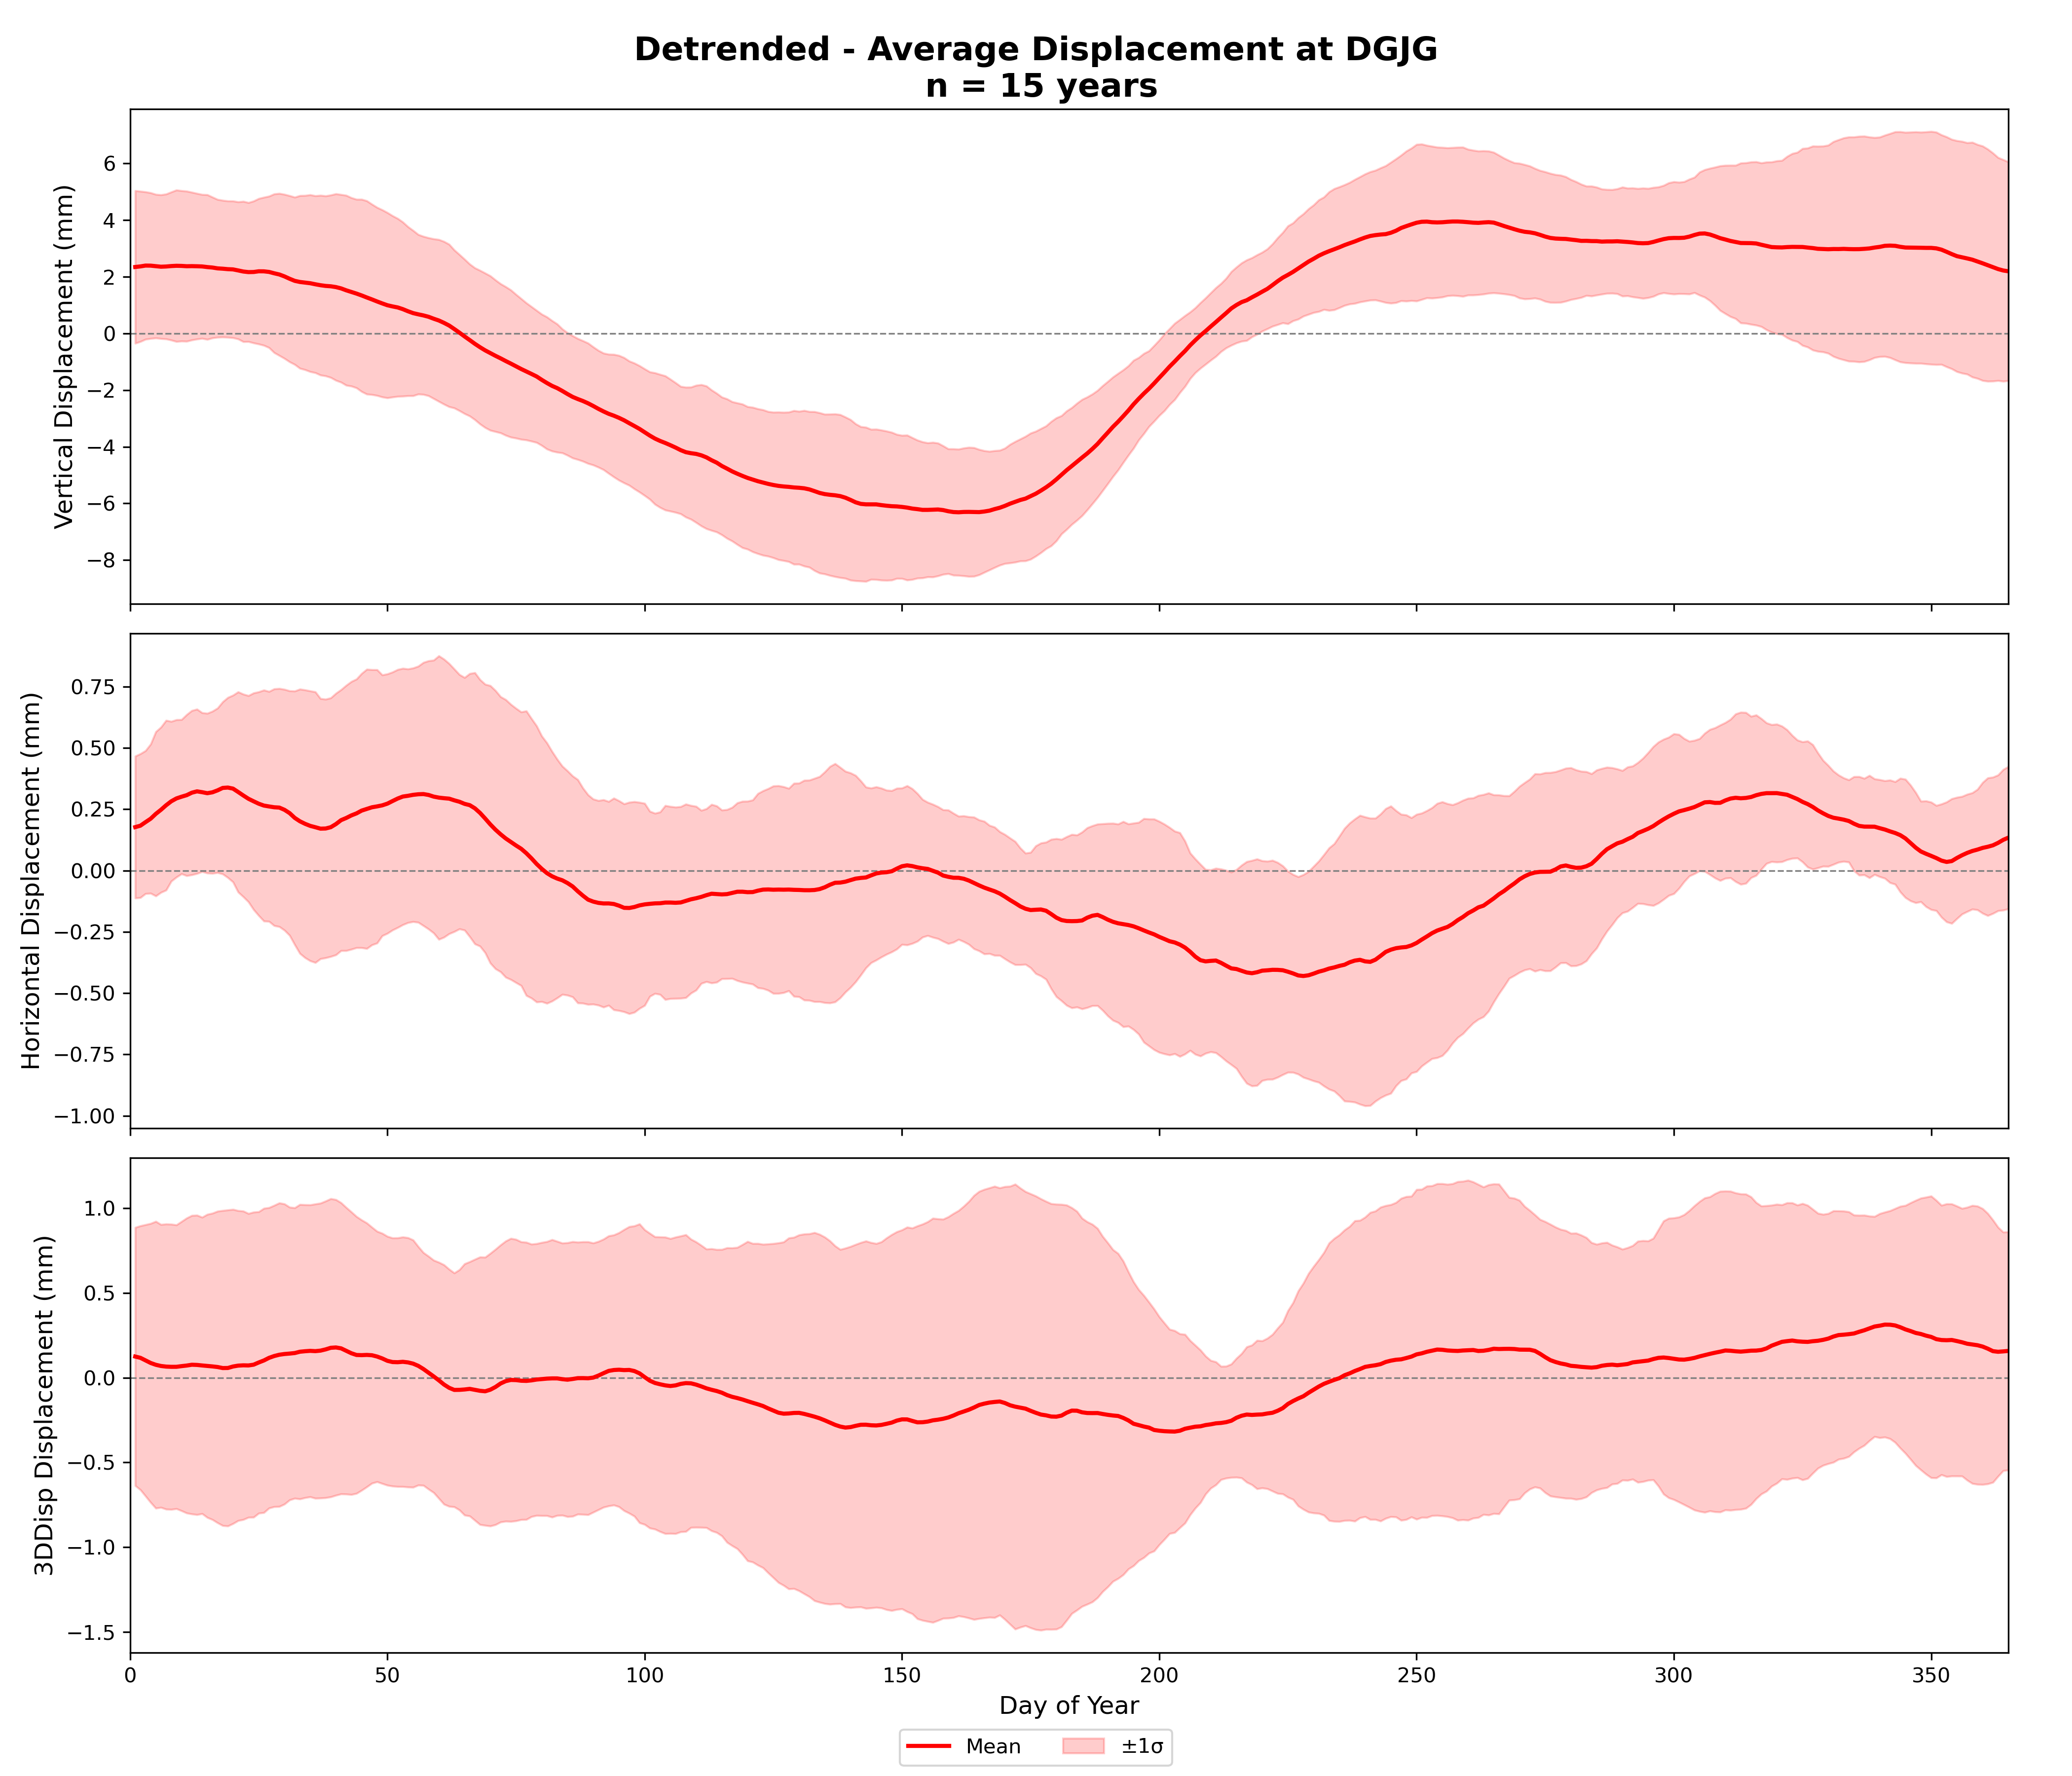 Detrended - Average Displacement at DGJG
n = 15 years
Vertical Displacement (mm)
6
4
2
0
−2
−4
−6
−8
Horizontal Displacement (mm)
0.75
0.50
0.25
0.00
−0.25
−0.50
−0.75
−1.00
3DDisp Displacement (mm)
1.0
0.5
0.0
−0.5
−1.0
−1.5
0 50 100 150 200 250 300 350
Day of Year
Mean ±1σ